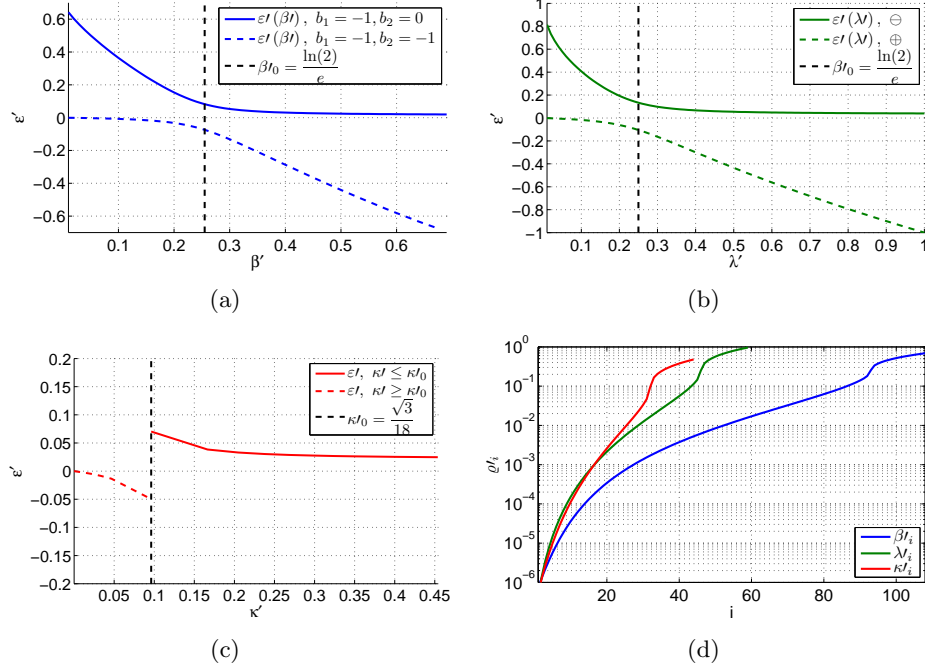 0.6
0.4
0.2
0
−0.2
−0.4
−0.6
ε′
0.1
0.2
0.3
0.4
0.5
0.6
β′
ε′ (β′) , b₁ = −1, b₂ = 0
ε′ (β′) , b₁ = −1, b₂ = −1
β′₀ = ln(2)/e
(a)
1
0.8
0.6
0.4
0.2
0
−0.2
−0.4
−0.6
−0.8
−1
ε′
0.1
0.2
0.3
0.4
0.5
0.6
0.7
0.8
0.9
1
λ′
ε′ (λ′) , ⊖
ε′ (λ′) , ⊕
β′₀ = ln(2)/e
(b)
0.2
0.15
0.1
0.05
0
−0.05
−0.1
−0.15
−0.2
ε′
0.05
0.1
0.15
0.2
0.25
0.3
0.35
0.4
0.45
κ′
ε′, κ′ ≤ κ′₀
ε′, κ′ ≥ κ′₀
κ′₀ = √3/18
(c)
10⁰
10⁻¹
10⁻²
10⁻³
10⁻⁴
10⁻⁵
10⁻⁶
ϱ′ᵢ
20
40
60
80
100
i
β′ᵢ
λ′ᵢ
κ′ᵢ
(d)